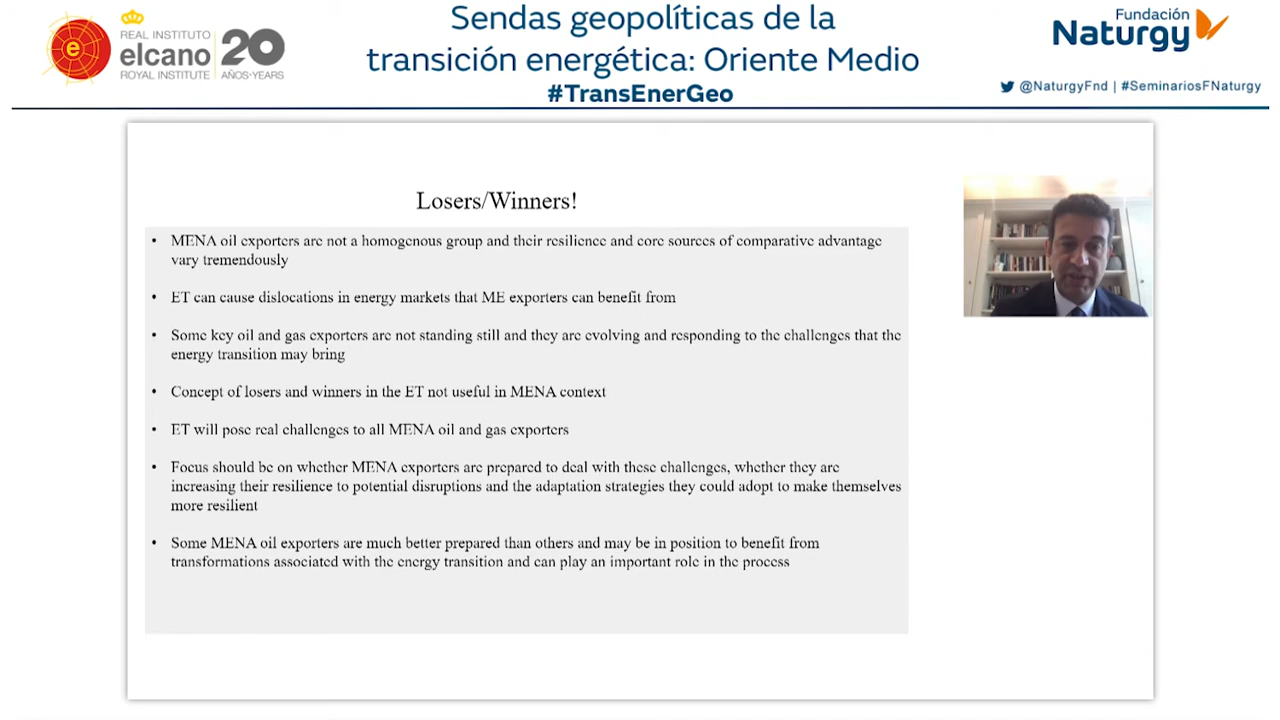 REAL INSTITUTO
elcano
ROYAL INSTITUTE
20
AÑOS·YEARS
Sendas geopolíticas de la
transición energética: Oriente Medio
#TransEnerGeo
Fundación
Naturgy
@NaturgyFnd | #SeminariosFNaturgy
Losers/Winners!
• MENA oil exporters are not a homogenous group and their resilience and core sources of comparative advantage
vary tremendously
• ET can cause dislocations in energy markets that ME exporters can benefit from
• Some key oil and gas exporters are not standing still and they are evolving and responding to the challenges that the
energy transition may bring
• Concept of losers and winners in the ET not useful in MENA context
• ET will pose real challenges to all MENA oil and gas exporters
• Focus should be on whether MENA exporters are prepared to deal with these challenges, whether they are
increasing their resilience to potential disruptions and the adaptation strategies they could adopt to make themselves
more resilient
• Some MENA oil exporters are much better prepared than others and may be in position to benefit from
transformations associated with the energy transition and can play an important role in the process